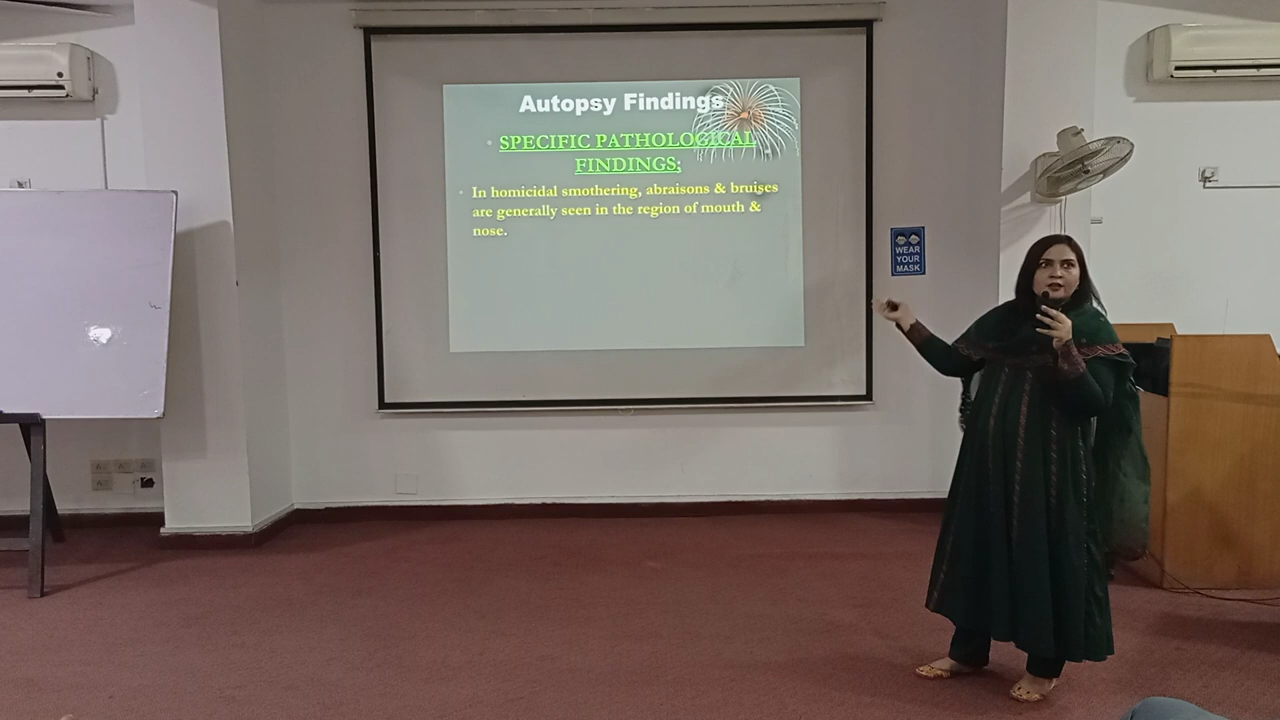 Autopsy Findings
• SPECIFIC PATHOLOGICAL
FINDINGS;
• In homicidal smothering, abraisons & bruises
are generally seen in the region of mouth &
nose.
WEAR
YOUR
MASK